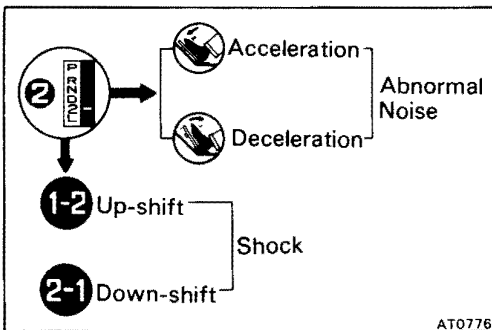 2
P
R
N
D
2
L
Acceleration
Deceleration
Abnormal
Noise
1-2 Up-shift
2-1 Down-shift
Shock
AT0776